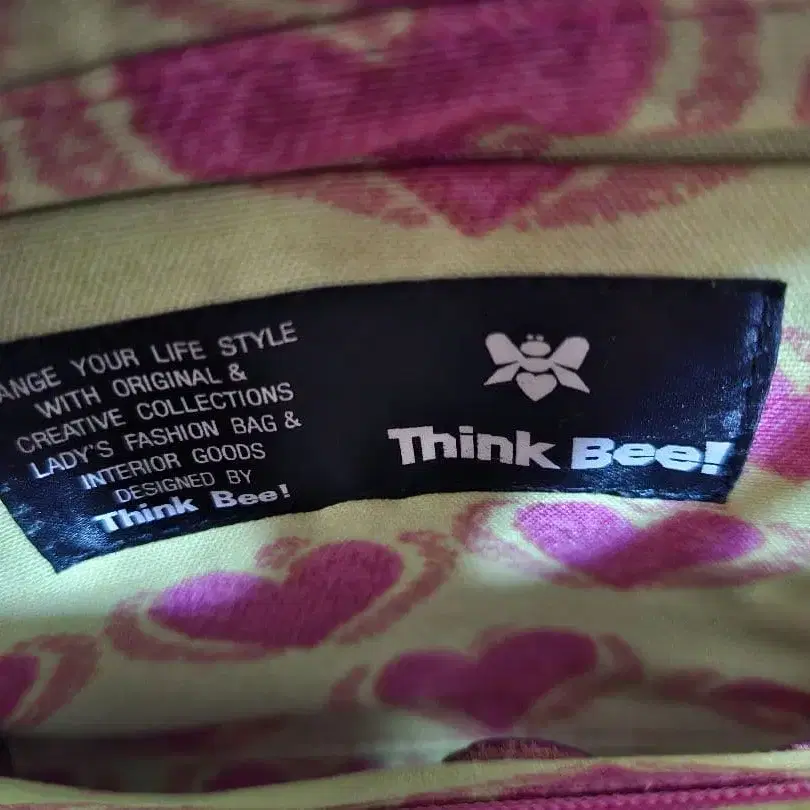 ANGE YOUR LIFE STYLE
WITH ORIGINAL &
CREATIVE COLLECTIONS
LADY'S FASHION BAG &
INTERIOR GOODS
DESIGNED BY
Think Bee!
Think Bee!